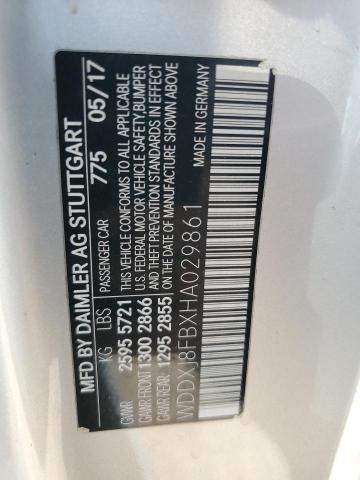 MFD BY DAIMLER AG STUTTGART
PASSENGER CAR 775 05/17
KG LBS
GVWR 2595 5721
GAWR FRONT 1300 2866
GAWR REAR 1295 2855
THIS VEHICLE CONFORMS TO ALL APPLICABLE
U.S. FEDERAL MOTOR VEHICLE SAFETY, BUMPER
AND THEFT PREVENTION STANDARDS IN EFFECT
ON THE DATE OF MANUFACTURE SHOWN ABOVE
WDDXJ8FBXHA029861
MADE IN GERMANY